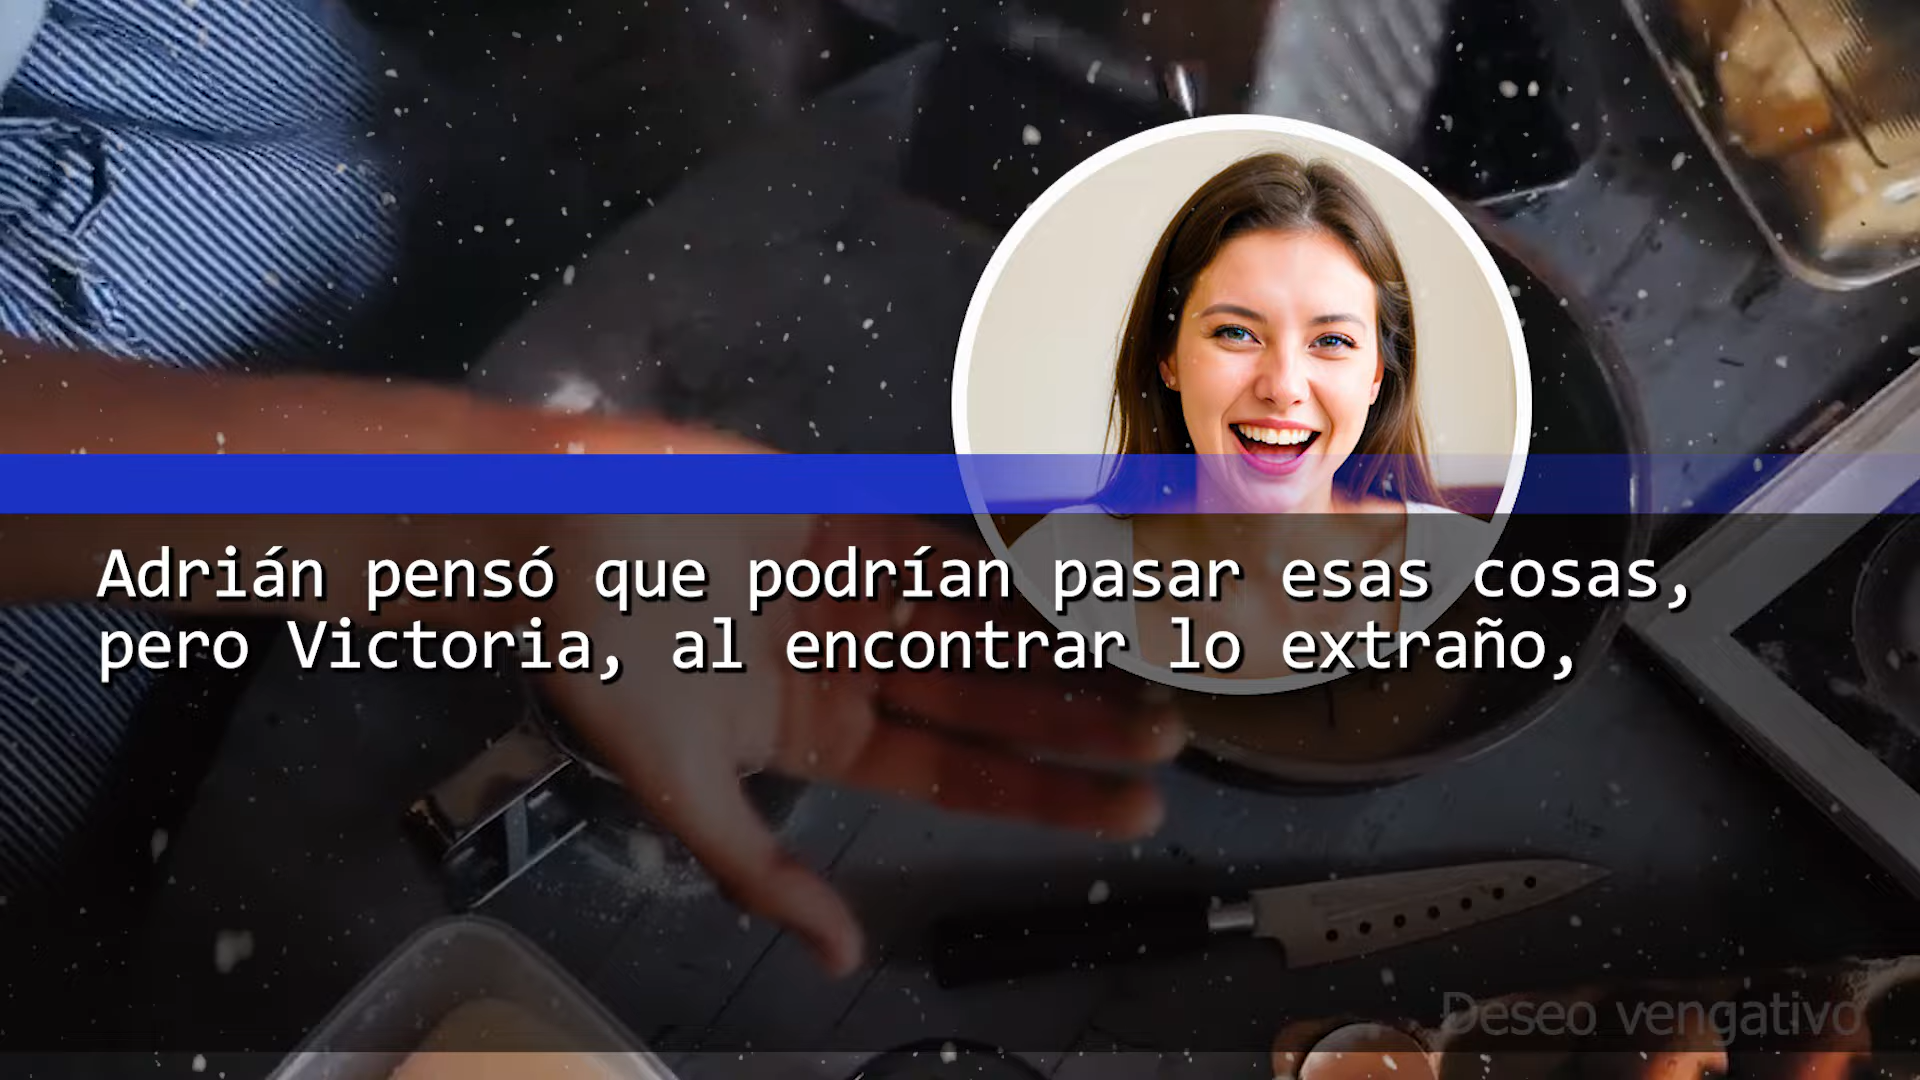 Adrián pensó que podrían pasar esas cosas,
pero Victoria, al encontrar lo extraño,
Deseo vengativo